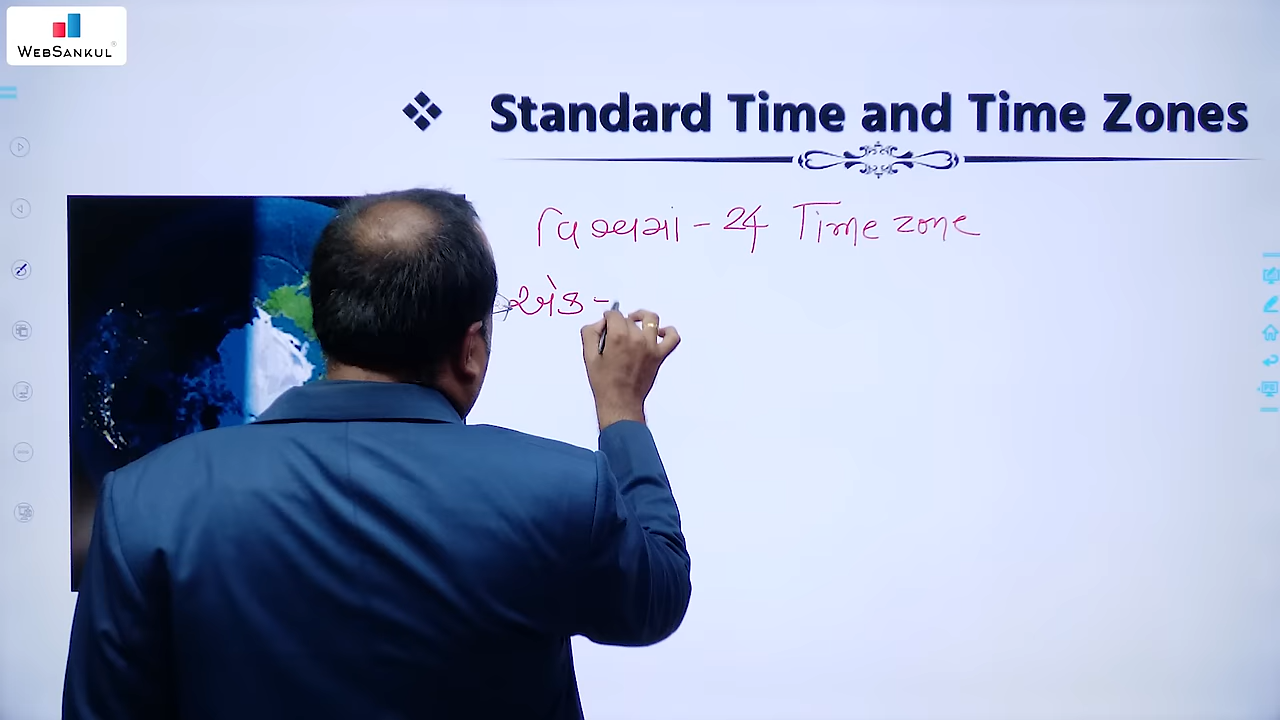 WEBSANKUL
❖ Standard Time and Time Zones
વિશ્વમાં - 24 Time zone
એક -